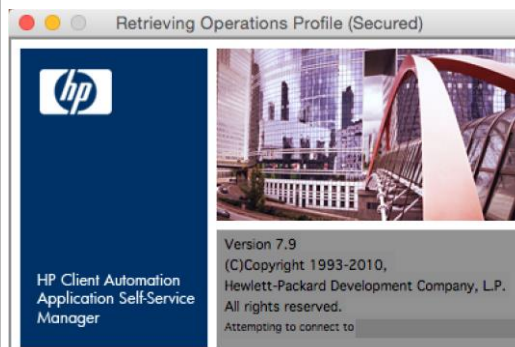 Retrieving Operations Profile (Secured)
hp
HP Client Automation
Application Self-Service
Manager
Version 7.9
(C)Copyright 1993-2010,
Hewlett-Packard Development Company, L.P.
All rights reserved.
Attempting to connect to